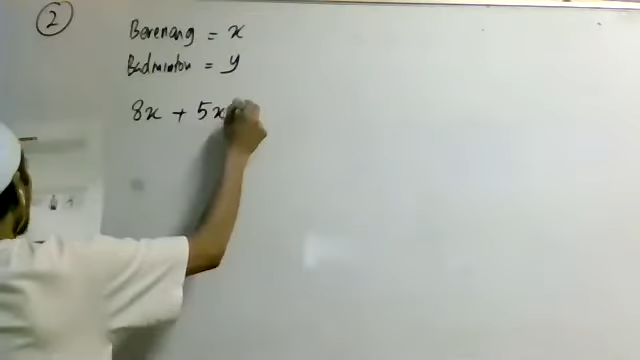 2
Berenang = x
Badminton = y
8x + 5x